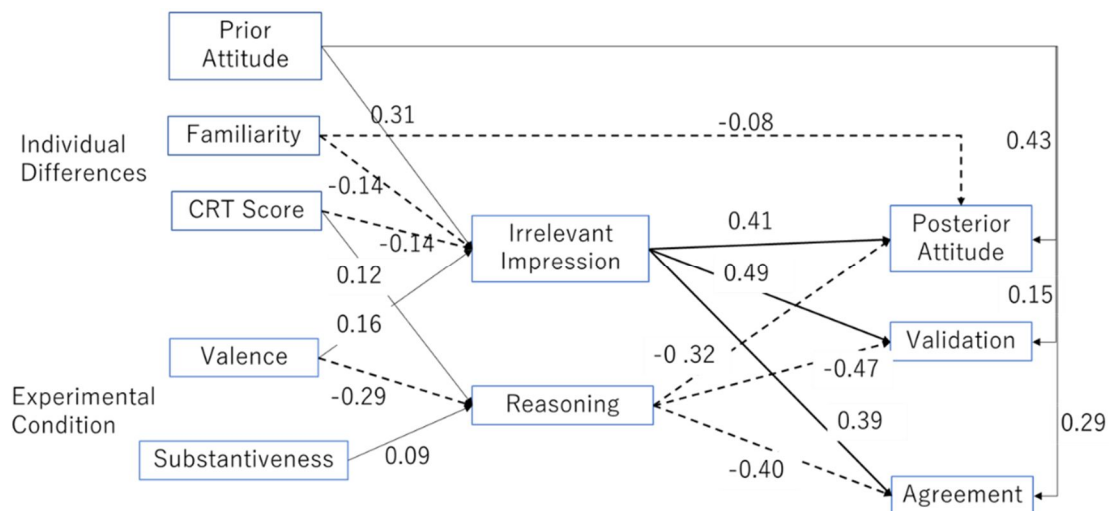 Prior
Attitude
0.31
-0.08
Familiarity
Individual
Differences
0.43
-0.14
CRT Score
-0.14
Irrelevant
Impression
0.41
Posterior
Attitude
0.12
0.49
0.15
0.16
Valence
Validation
-0 .32
-0.47
-0.29
Experimental
Condition
Reasoning
0.39
0.29
Substantiveness
0.09
-0.40
Agreement